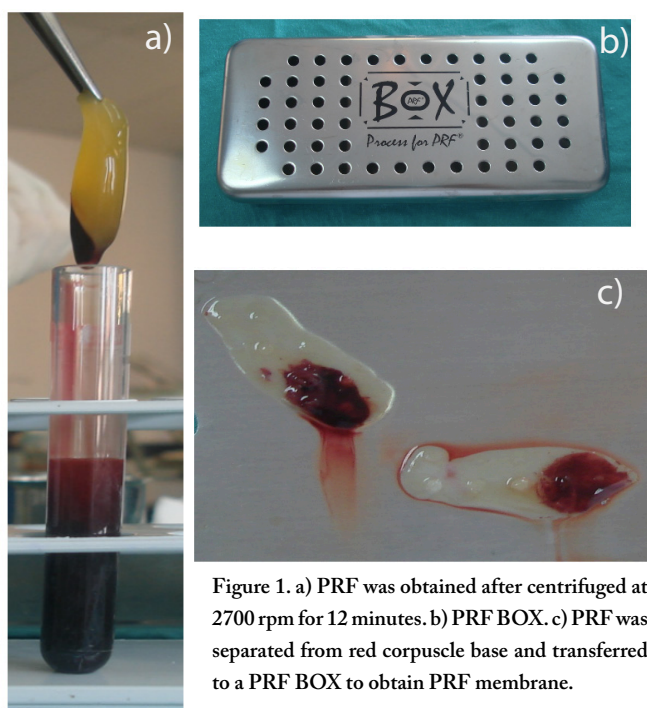 a)
b)
BOX
PRF
Process for PRF®
c)
Figure 1. a) PRF was obtained after centrifuged at
2700 rpm for 12 minutes. b) PRF BOX. c) PRF was
separated from red corpuscle base and transferred
to a PRF BOX to obtain PRF membrane.